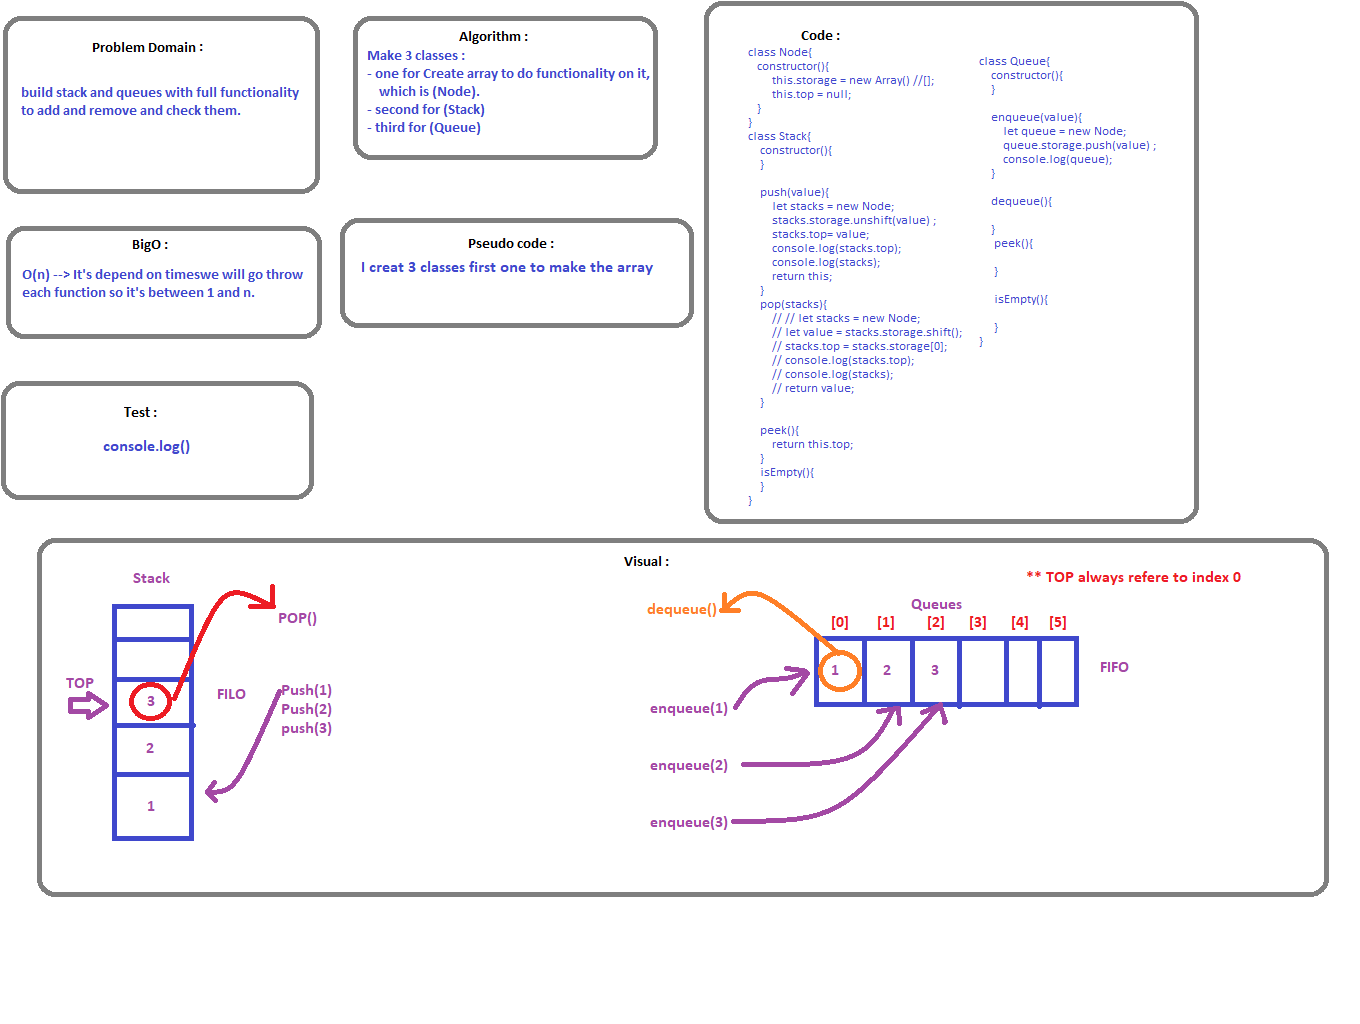 Problem Domain :
build stack and queues with full functionality
to add and remove and check them.
Algorithm :
Make 3 classes :
- one for Create array to do functionality on it,
which is (Node).
- second for (Stack)
- third for (Queue)
BigO :
O(n) --> It's depend on timeswe will go throw
each function so it's between 1 and n.
Pseudo code :
I creat 3 classes first one to make the array
Test :
console.log()
Code :
class Node{
constructor(){
this.storage = new Array() //[];
this.top = null;
}
}
class Stack{
constructor(){
}
push(value){
let stacks = new Node;
stacks.storage.unshift(value) ;
stacks.top= value;
console.log(stacks.top);
console.log(stacks);
return this;
}
pop(stacks){
// // let stacks = new Node;
// let value = stacks.storage.shift();
// stacks.top = stacks.storage[0];
// console.log(stacks.top);
// console.log(stacks);
// return value;
}
peek(){
return this.top;
}
isEmpty(){
}
}
class Queue{
constructor(){
}
enqueue(value){
let queue = new Node;
queue.storage.push(value) ;
console.log(queue);
}
dequeue(){
}
peek(){
}
isEmpty(){
}
}
Visual :
Stack
POP()
TOP
3
FILO
Push(1)
Push(2)
push(3)
2
1
** TOP always refere to index 0
dequeue()
Queues
[0] [1] [2] [3] [4] [5]
1 2 3
FIFO
enqueue(1)
enqueue(2)
enqueue(3)